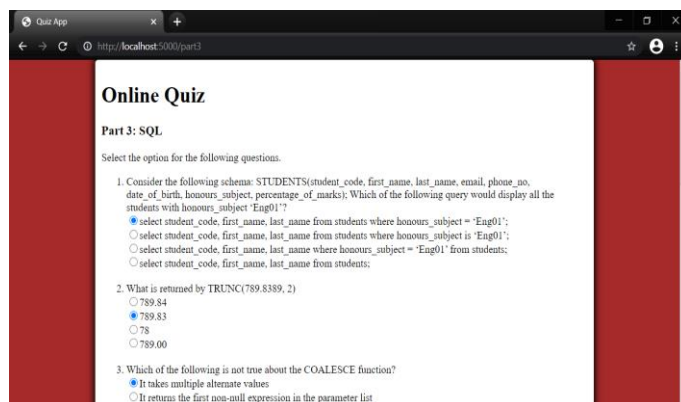 Quiz App
http://localhost:5000/part3
Online Quiz
Part 3: SQL
Select the option for the following questions.
1. Consider the following schema: STUDENTS(student_code, first_name, last_name, email, phone_no,
date_of_birth, honours_subject, percentage_of_marks); Which of the following query would display all the
students with honours_subject 'Eng01'?
select student_code, first_name, last_name from students where honours_subject = 'Eng01';
select student_code, first_name, last_name from students where honours_subject is 'Eng01';
select student_code, first_name, last_name where honours_subject = 'Eng01' from students;
select student_code, first_name, last_name from students;
2. What is returned by TRUNC(789.8389, 2)
789.84
789.83
78
789.00
3. Which of the following is not true about the COALESCE function?
It takes multiple alternate values
It returns the first non-null expression in the parameter list